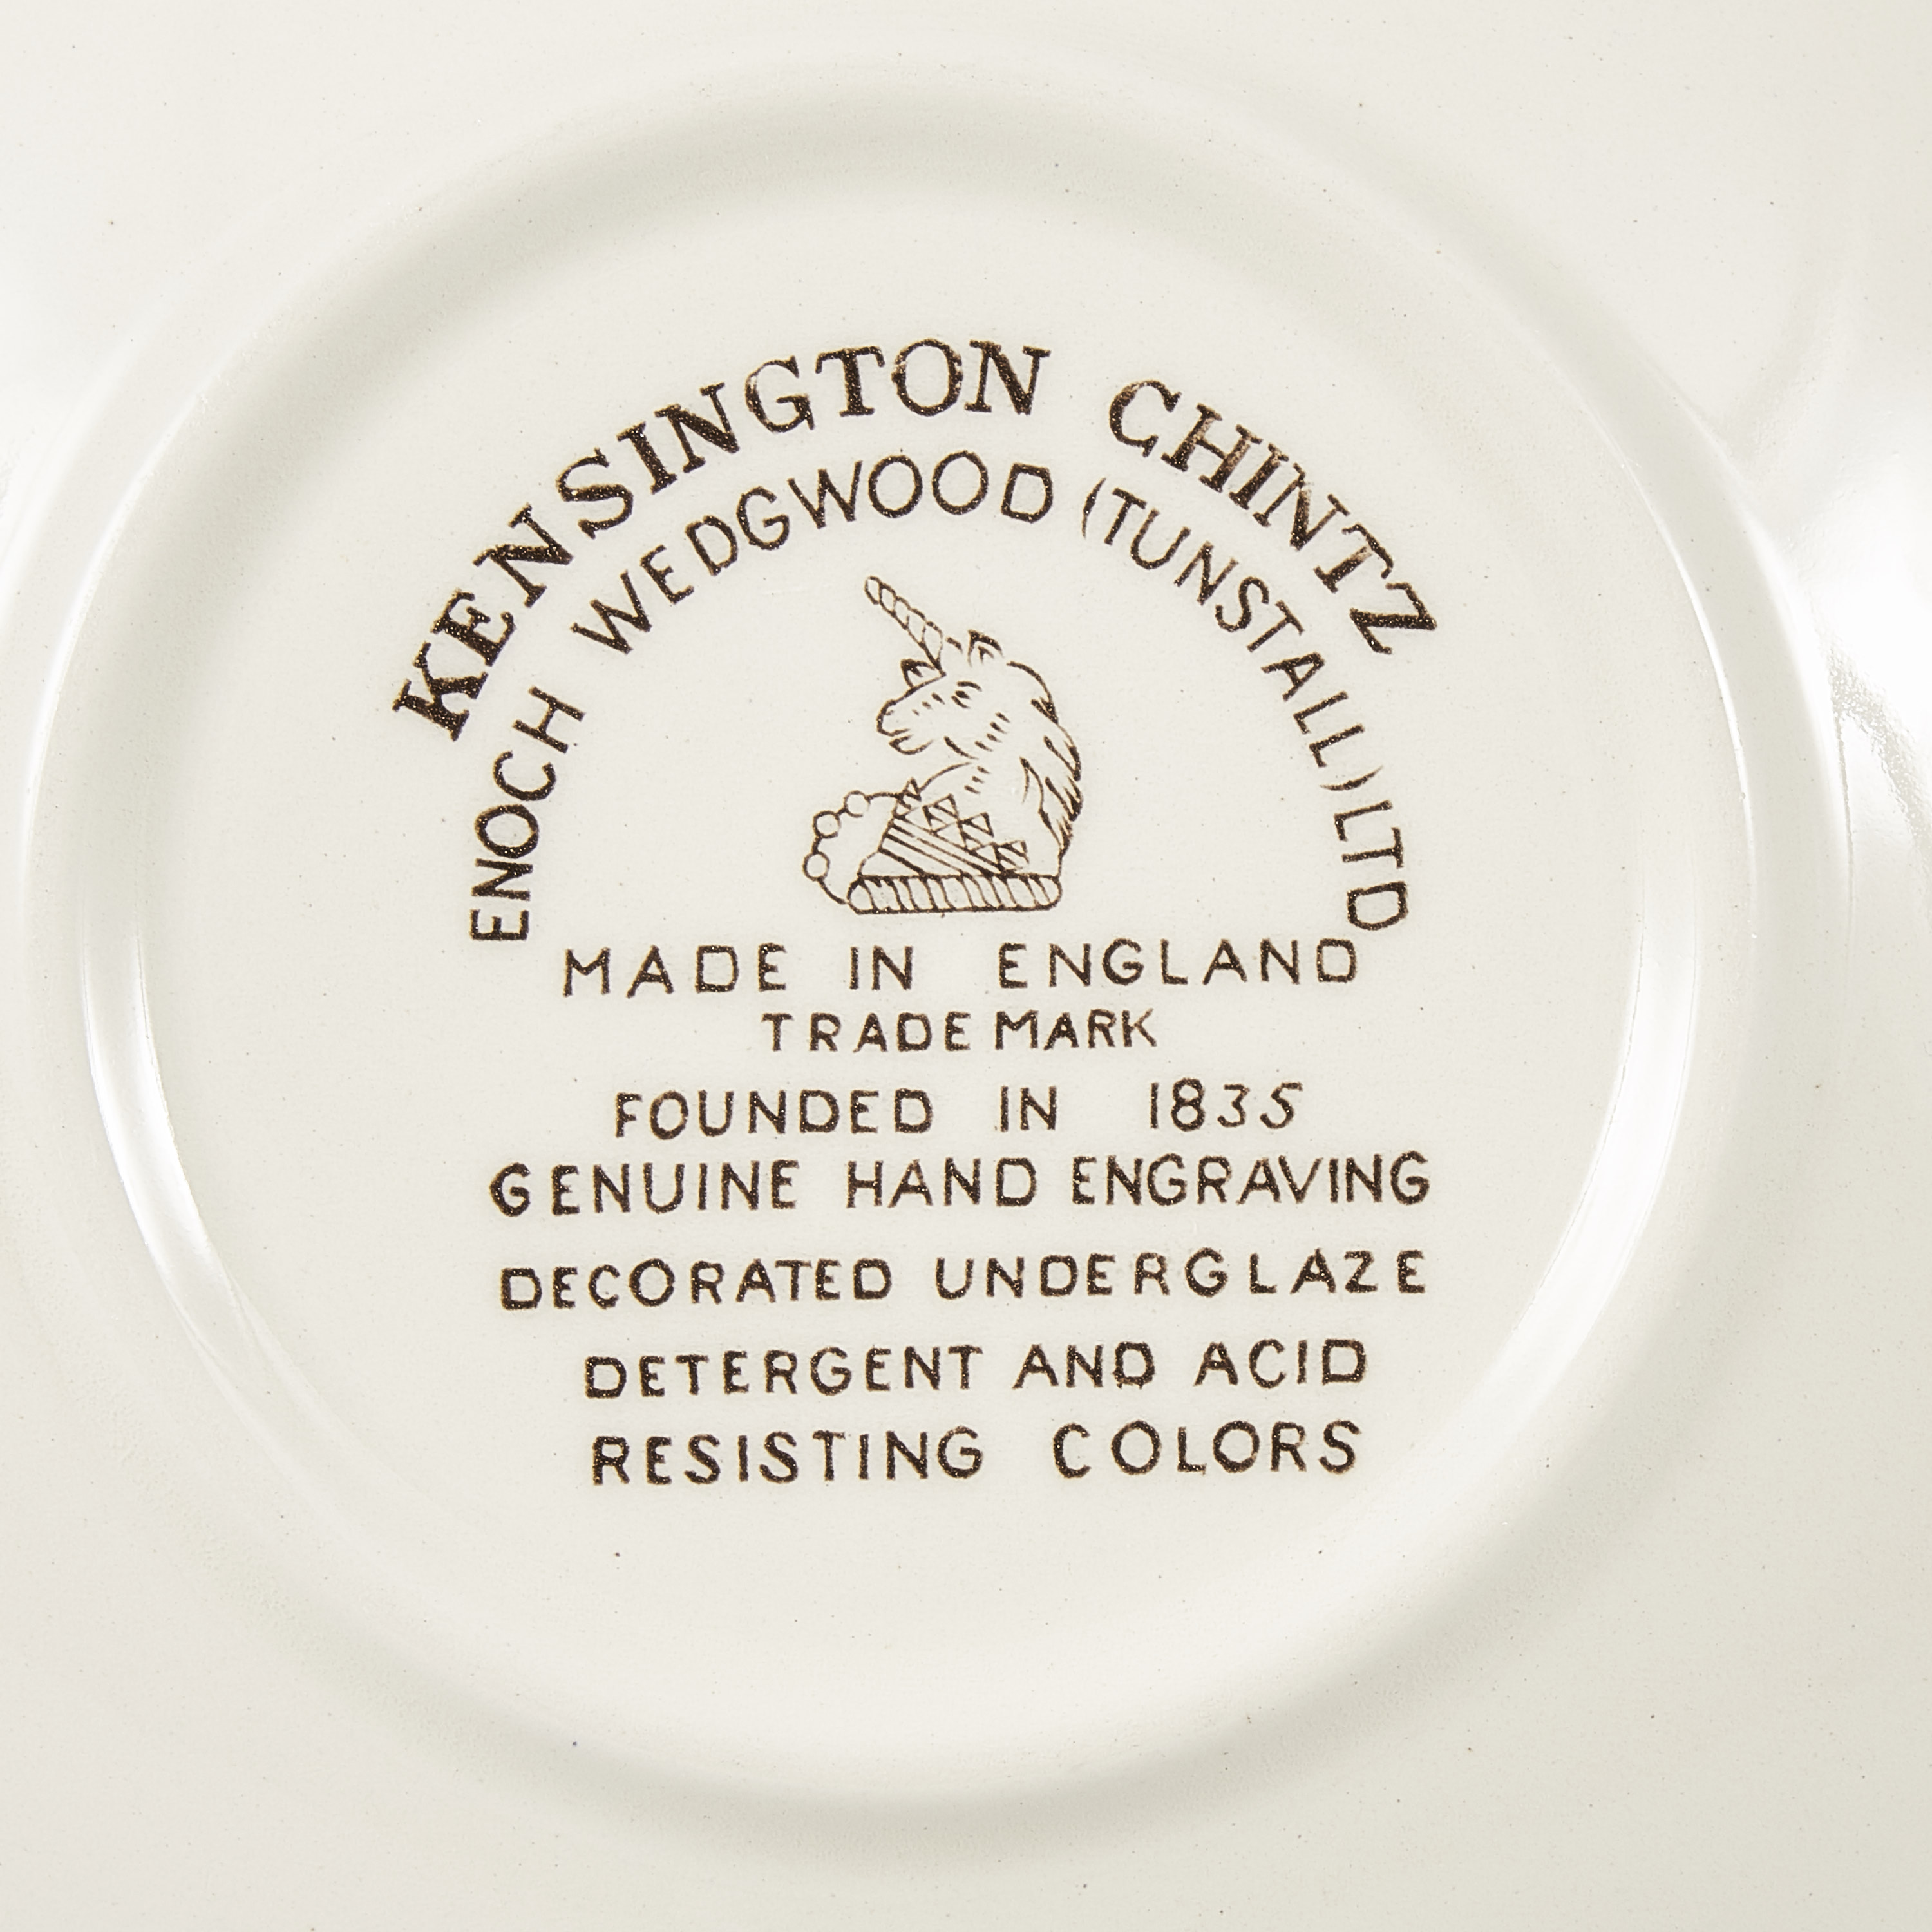 KENSINGTON CHINTZ
ENOCH WEDGWOOD (TUNSTALL) LTD
MADE IN ENGLAND
TRADE MARK
FOUNDED IN 1835
GENUINE HAND ENGRAVING
DECORATED UNDERGLAZE
DETERGENT AND ACID
RESISTING COLORS